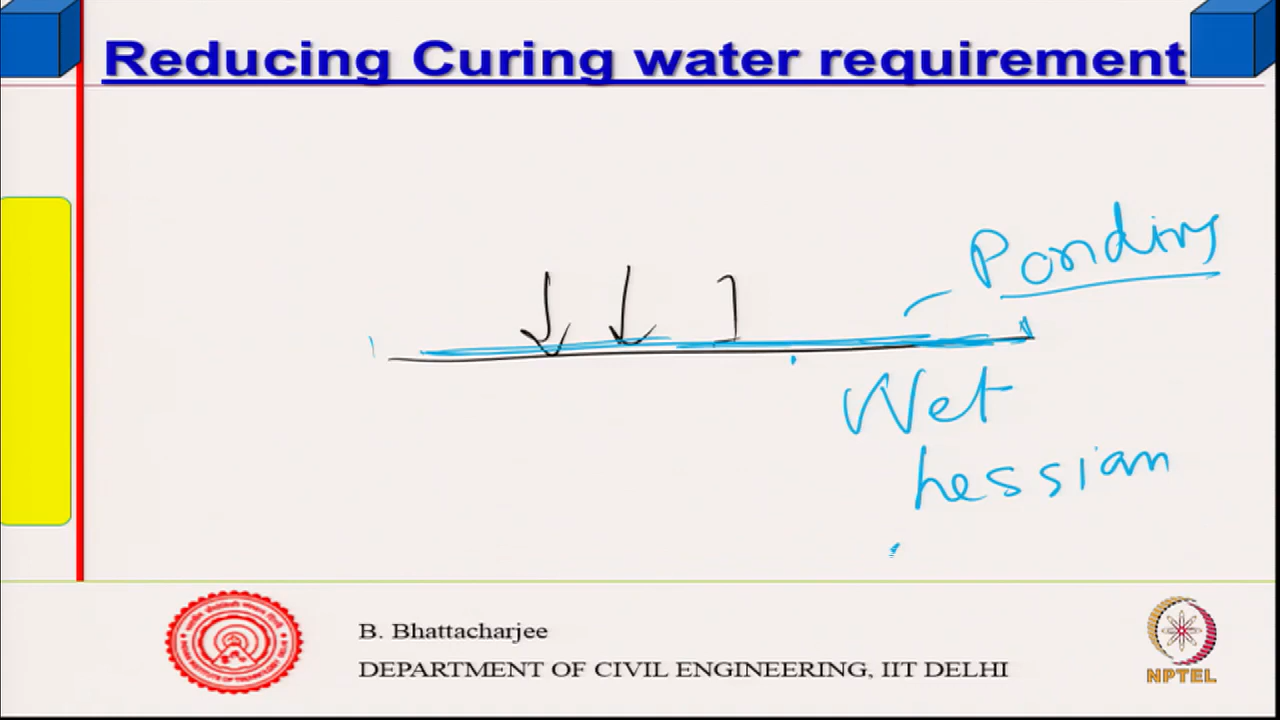 Reducing Curing water requirement
Ponding
Wet
hessian
B. Bhattacharjee
DEPARTMENT OF CIVIL ENGINEERING, IIT DELHI
NPTEL